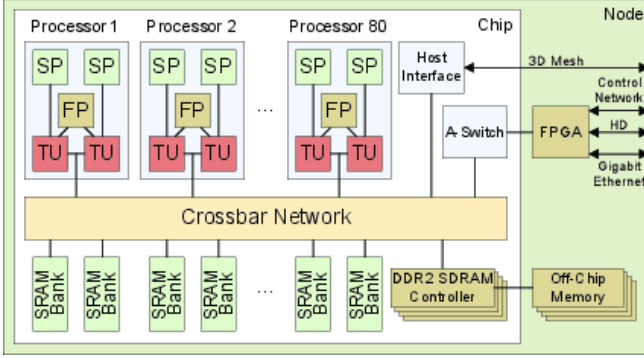 Node
Chip
Processor 1
Processor 2
Processor 80
SP
SP
SP
SP
SP
SP
FP
FP
FP
...
TU
TU
TU
TU
TU
TU
Host
Interface
3D Mesh
Control
Network
A-Switch
FPGA
HD
Gigabit
Ethernet
Crossbar Network
SRAM
Bank
SRAM
Bank
SRAM
Bank
SRAM
Bank
...
SRAM
Bank
SRAM
Bank
DDR2 SDRAM
Controller
Off-Chip
Memory